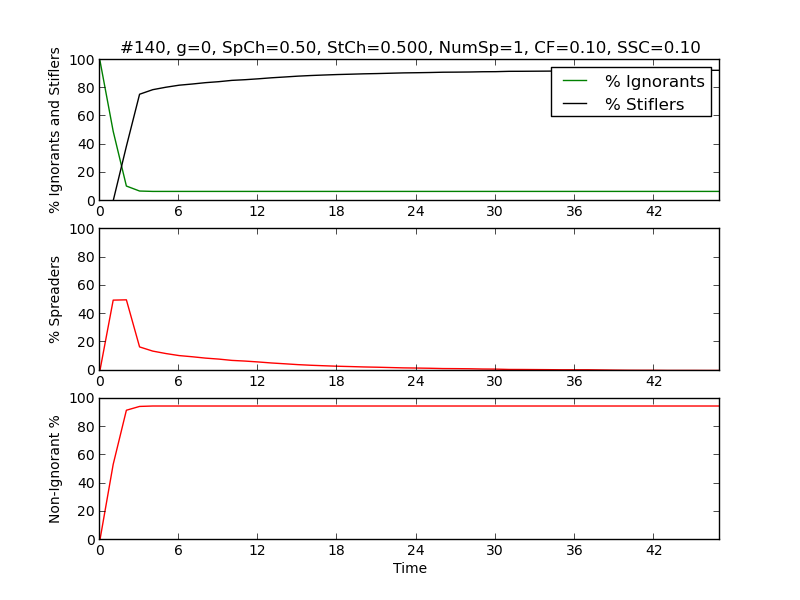 #140, g=0, SpCh=0.50, StCh=0.500, NumSp=1, CF=0.10, SSC=0.10
% Ignorants and Stiflers
100
80
60
40
20
0
% Ignorants
% Stiflers
0 6 12 18 24 30 36 42
% Spreaders
100
80
60
40
20
0
0 6 12 18 24 30 36 42
Non-Ignorant %
100
80
60
40
20
0
0 6 12 18 24 30 36 42
Time